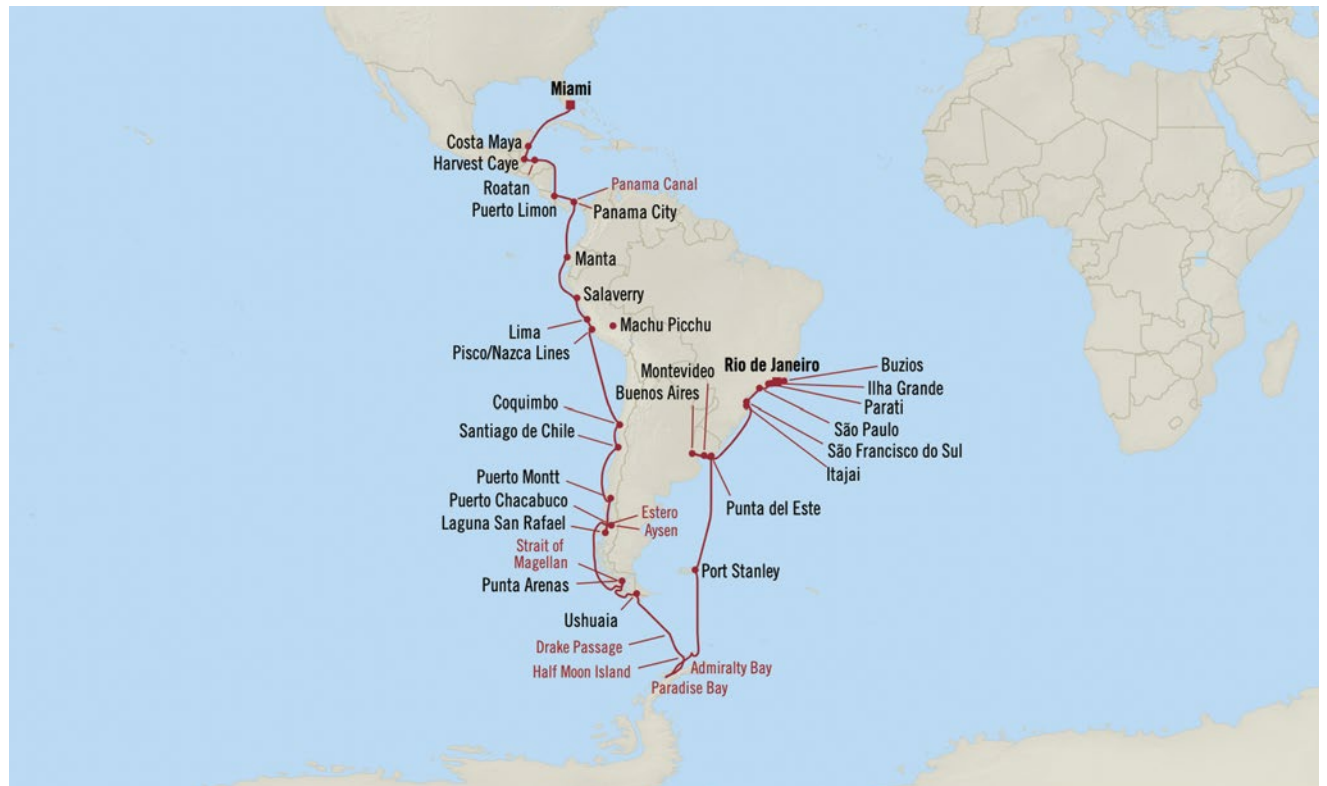 Miami
Costa Maya
Harvest Caye
Roatan
Panama Canal
Puerto Limon
Panama City
Manta
Salaverry
Lima
Machu Picchu
Pisco/Nazca Lines
Montevideo
Rio de Janeiro
Buzios
Buenos Aires
Ilha Grande
Parati
Coquimbo
São Paulo
Santiago de Chile
São Francisco do Sul
Itajai
Puerto Montt
Puerto Chacabuco
Punta del Este
Estero
Aysen
Laguna San Rafael
Strait of
Magellan
Port Stanley
Punta Arenas
Ushuaia
Drake Passage
Half Moon Island
Admiralty Bay
Paradise Bay